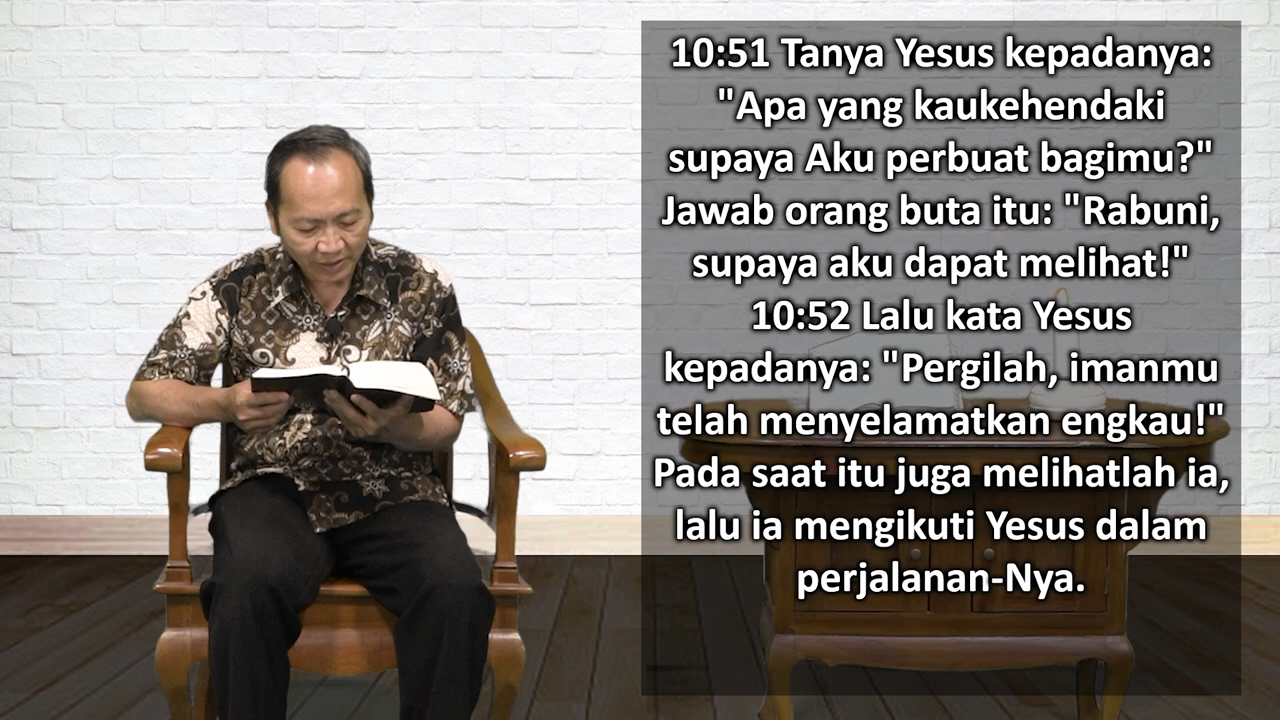 10:51 Tanya Yesus kepadanya:
"Apa yang kaukehendaki
supaya Aku perbuat bagimu?"
Jawab orang buta itu: "Rabuni,
supaya aku dapat melihat!"
10:52 Lalu kata Yesus
kepadanya: "Pergilah, imanmu
telah menyelamatkan engkau!"
Pada saat itu juga melihatlah ia,
lalu ia mengikuti Yesus dalam
perjalanan-Nya.